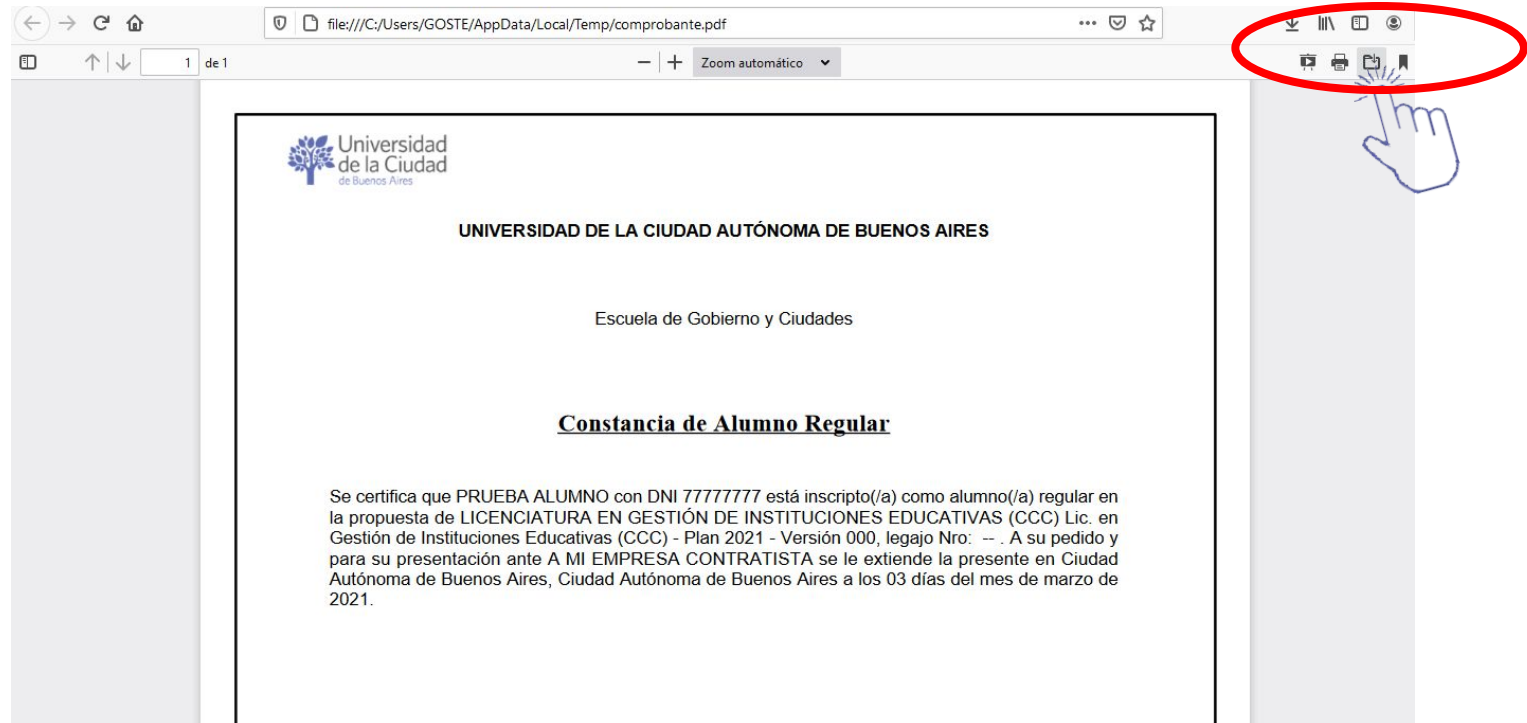 file:///C:/Users/GOSTE/AppData/Local/Temp/comprobante.pdf
1 de 1 Zoom automático
Universidad
de la Ciudad
de Buenos Aires
UNIVERSIDAD DE LA CIUDAD AUTÓNOMA DE BUENOS AIRES
Escuela de Gobierno y Ciudades
Constancia de Alumno Regular
Se certifica que PRUEBA ALUMNO con DNI 77777777 está inscripto(/a) como alumno(/a) regular en
la propuesta de LICENCIATURA EN GESTIÓN DE INSTITUCIONES EDUCATIVAS (CCC) Lic. en
Gestión de Instituciones Educativas (CCC) - Plan 2021 - Versión 000, legajo Nro: -- . A su pedido y
para su presentación ante A MI EMPRESA CONTRATISTA se le extiende la presente en Ciudad
Autónoma de Buenos Aires, Ciudad Autónoma de Buenos Aires a los 03 días del mes de marzo de
2021.